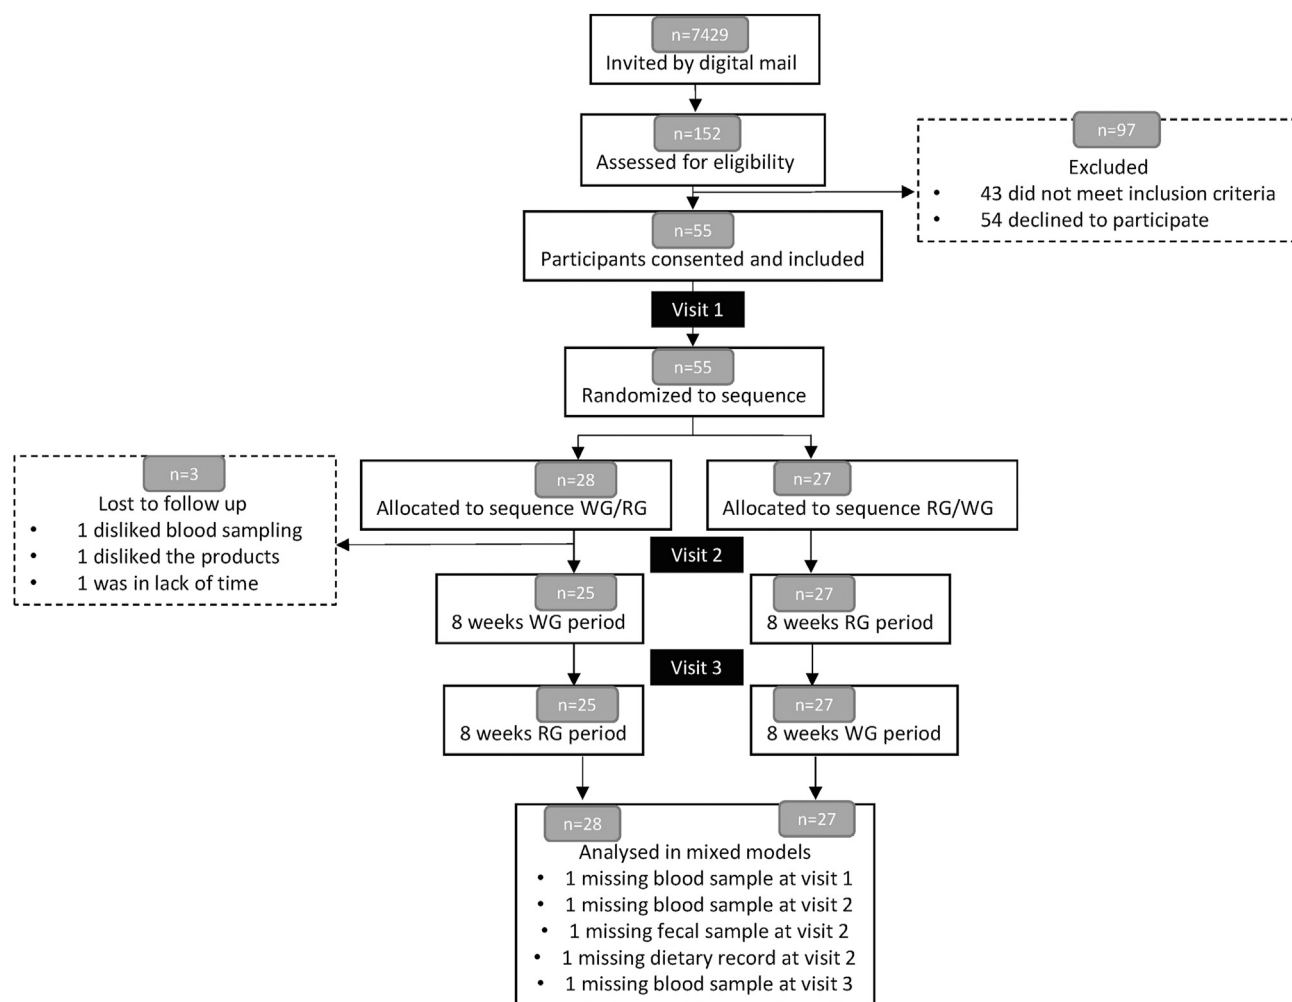 n=7429
Invited by digital mail
n=152
Assessed for eligibility
n=97
Excluded
• 43 did not meet inclusion criteria
• 54 declined to participate
n=55
Participants consented and included
Visit 1
n=55
Randomized to sequence
n=3
Lost to follow up
• 1 disliked blood sampling
• 1 disliked the products
• 1 was in lack of time
n=28
Allocated to sequence WG/RG
n=27
Allocated to sequence RG/WG
Visit 2
n=25
8 weeks WG period
n=27
8 weeks RG period
Visit 3
n=25
8 weeks RG period
n=27
8 weeks WG period
n=28
n=27
Analysed in mixed models
• 1 missing blood sample at visit 1
• 1 missing blood sample at visit 2
• 1 missing fecal sample at visit 2
• 1 missing dietary record at visit 2
• 1 missing blood sample at visit 3